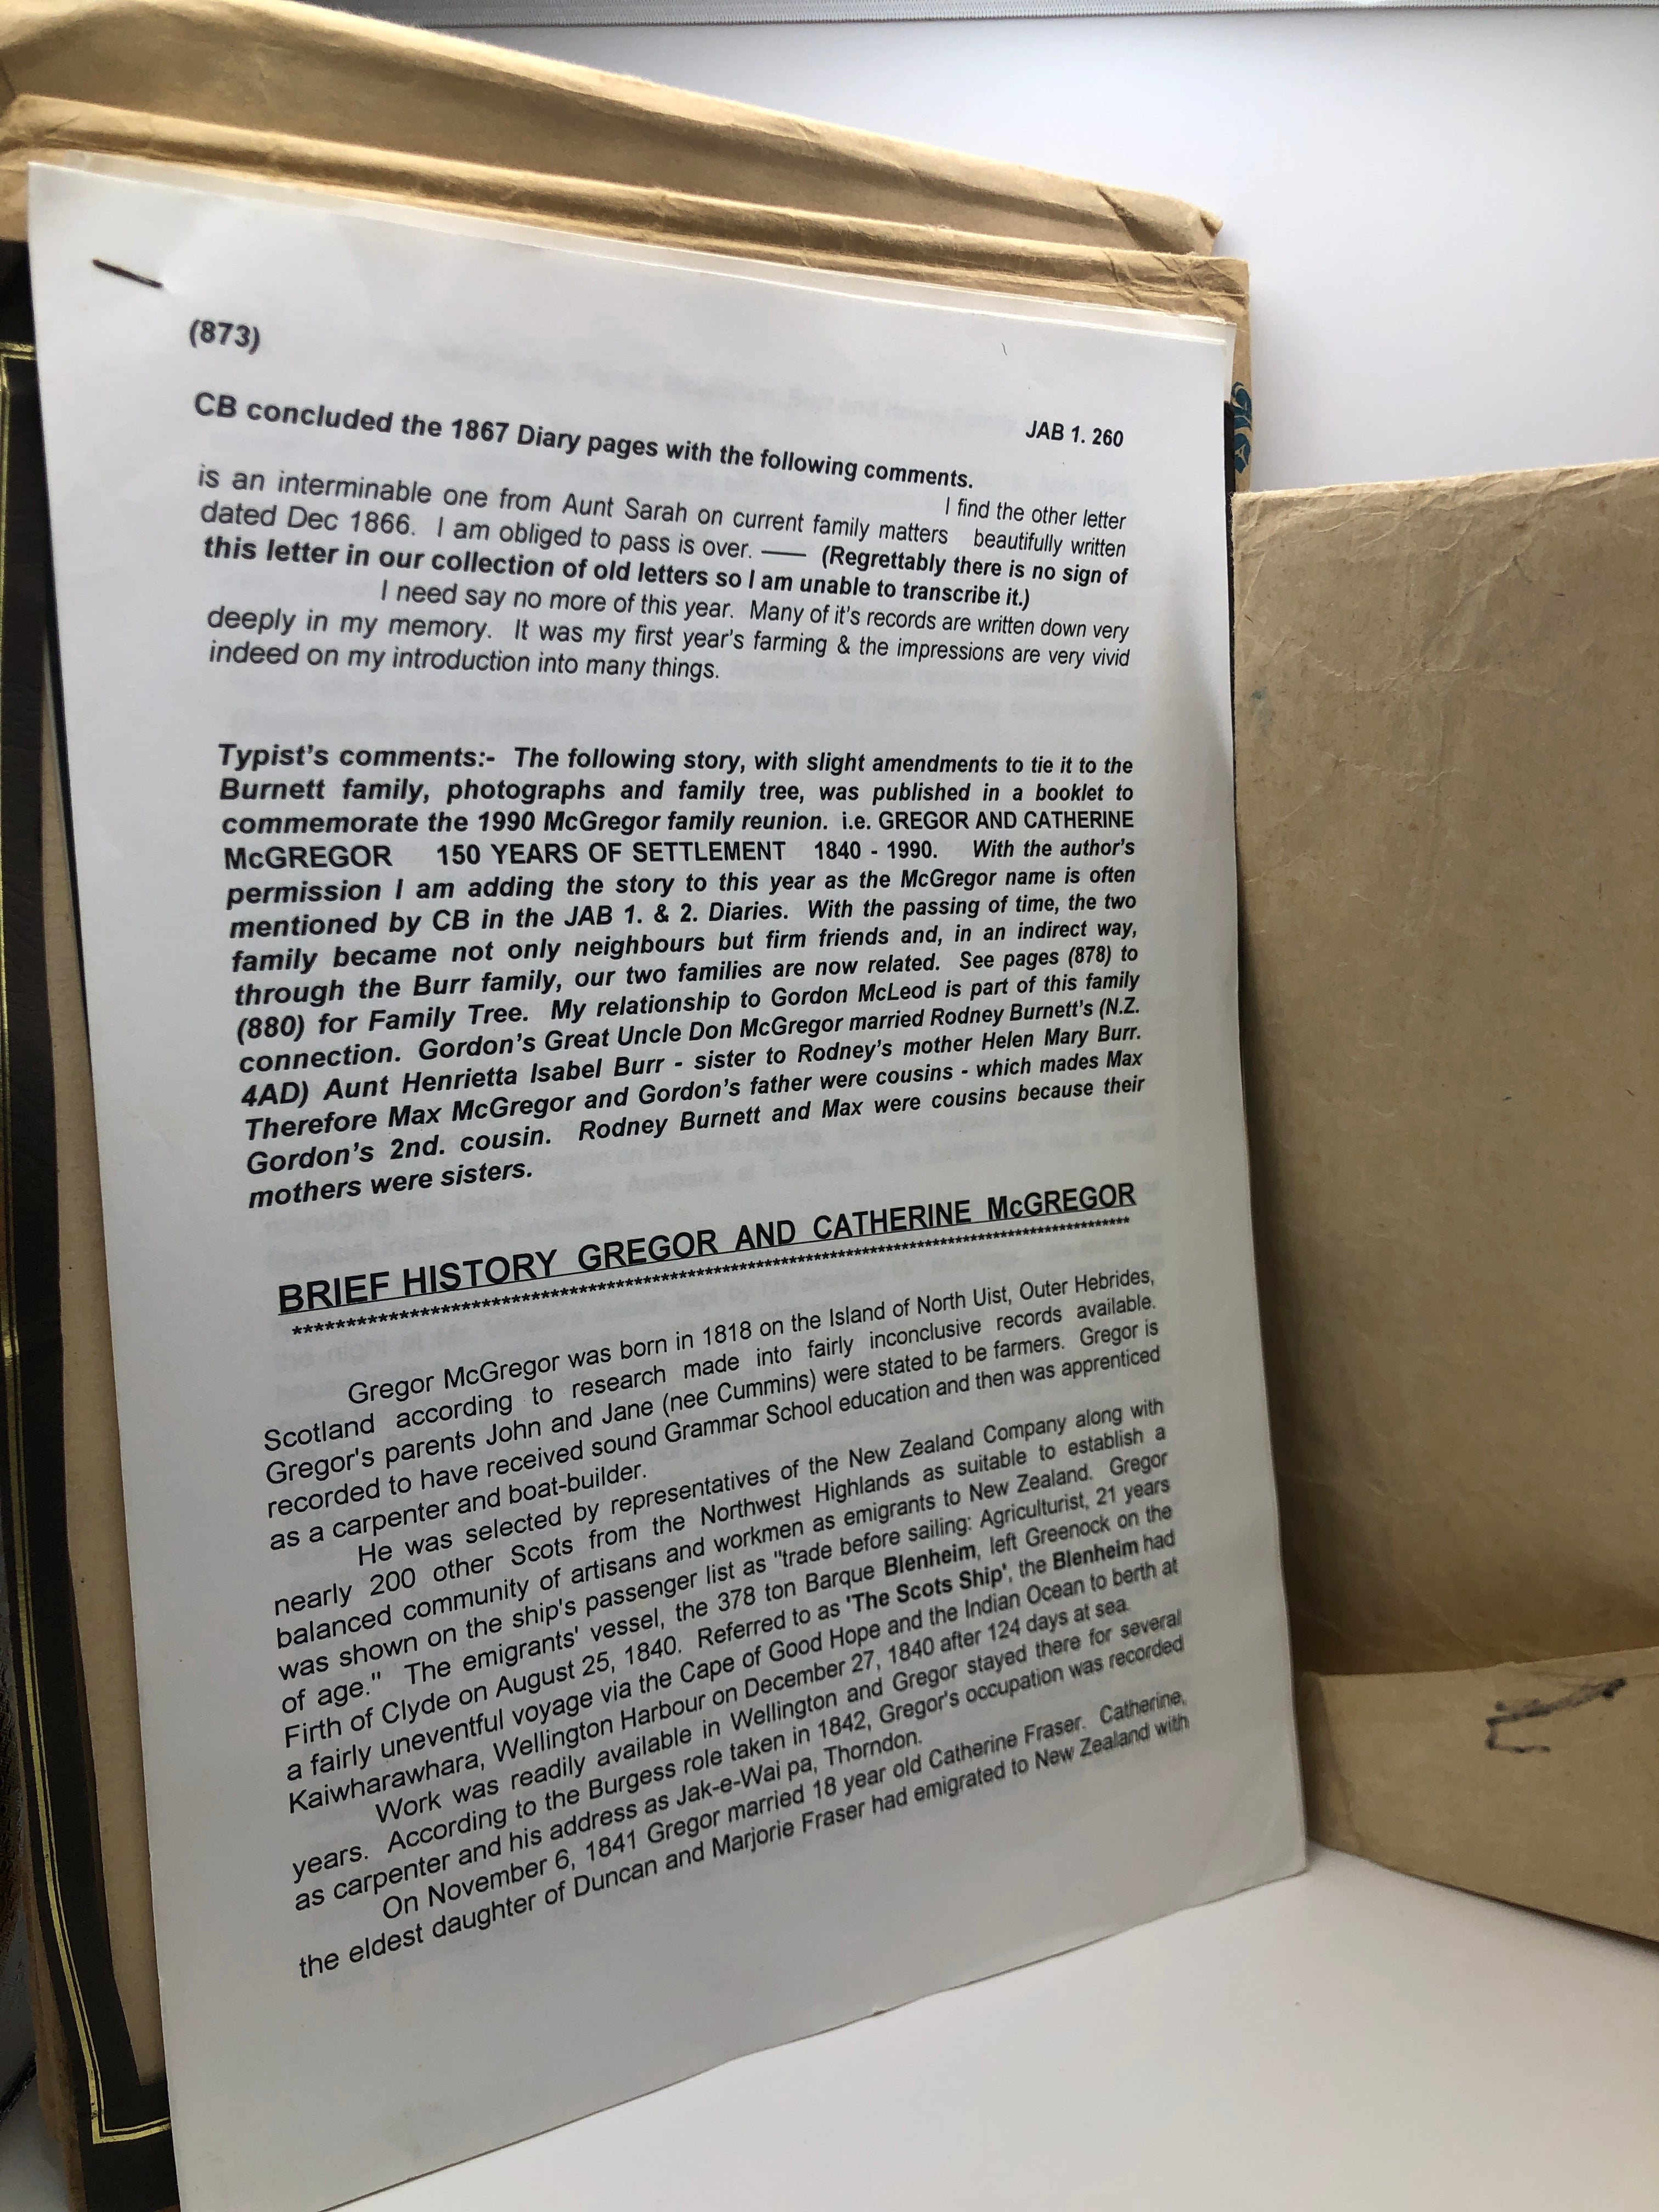 (873)
JAB 1. 260
CB concluded the 1867 Diary pages with the following comments.
I find the other letter
is an interminable one from Aunt Sarah on current family matters beautifully written
dated Dec 1866. I am obliged to pass is over. —— (Regrettably there is no sign of
this letter in our collection of old letters so I am unable to transcribe it.)
I need say no more of this year. Many of it's records are written down very
deeply in my memory. It was my first year's farming & the impressions are very vivid
indeed on my introduction into many things.
Typist's comments:- The following story, with slight amendments to tie it to the
Burnett family, photographs and family tree, was published in a booklet to
commemorate the 1990 McGregor family reunion. i.e. GREGOR AND CATHERINE
McGREGOR 150 YEARS OF SETTLEMENT 1840 - 1990. With the author's
permission I am adding the story to this year as the McGregor name is often
mentioned by CB in the JAB 1. & 2. Diaries. With the passing of time, the two
family became not only neighbours but firm friends and, in an indirect way,
through the Burr family, our two families are now related. See pages (878) to
(880) for Family Tree. My relationship to Gordon McLeod is part of this family
connection. Gordon's Great Uncle Don McGregor married Rodney Burnett's (N.Z.
4AD) Aunt Henrietta Isabel Burr - sister to Rodney's mother Helen Mary Burr.
Therefore Max McGregor and Gordon's father were cousins - which mades Max
Gordon's 2nd. cousin. Rodney Burnett and Max were cousins because their
mothers were sisters.
BRIEF HISTORY GREGOR AND CATHERINE McGREGOR
Gregor McGregor was born in 1818 on the Island of North Uist, Outer Hebrides,
Scotland according to research made into fairly inconclusive records available.
Gregor's parents John and Jane (nee Cummins) were stated to be farmers. Gregor is
recorded to have received sound Grammar School education and then was apprenticed
as a carpenter and boat-builder.
He was selected by representatives of the New Zealand Company along with
nearly 200 other Scots from the Northwest Highlands as suitable to establish a
balanced community of artisans and workmen as emigrants to New Zealand. Gregor
was shown on the ship's passenger list as "trade before sailing: Agriculturist, 21 years
of age." The emigrants' vessel, the 378 ton Barque Blenheim, left Greenock on the
Firth of Clyde on August 25, 1840. Referred to as 'The Scots Ship', the Blenheim had
a fairly uneventful voyage via the Cape of Good Hope and the Indian Ocean to berth at
Kaiwharawhara, Wellington Harbour on December 27, 1840 after 124 days at sea.
Work was readily available in Wellington and Gregor stayed there for several
years. According to the Burgess role taken in 1842, Gregor's occupation was recorded
as carpenter and his address as Jak-e-Wai pa, Thorndon.
On November 6, 1841 Gregor married 18 year old Catherine Fraser. Catherine,
the eldest daughter of Duncan and Marjorie Fraser had emigrated to New Zealand with